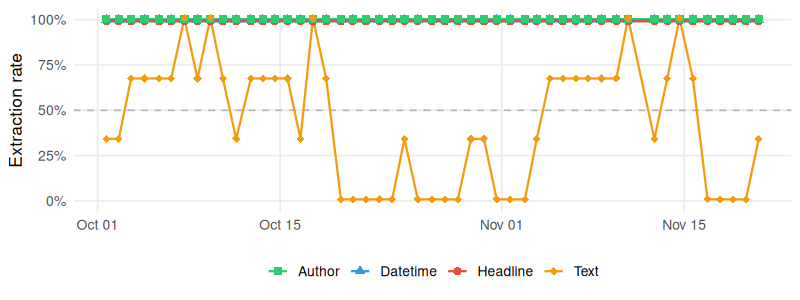 Extraction rate
100%
75%
50%
25%
0%
Oct 01 Oct 15 Nov 01 Nov 15
Author Datetime Headline Text